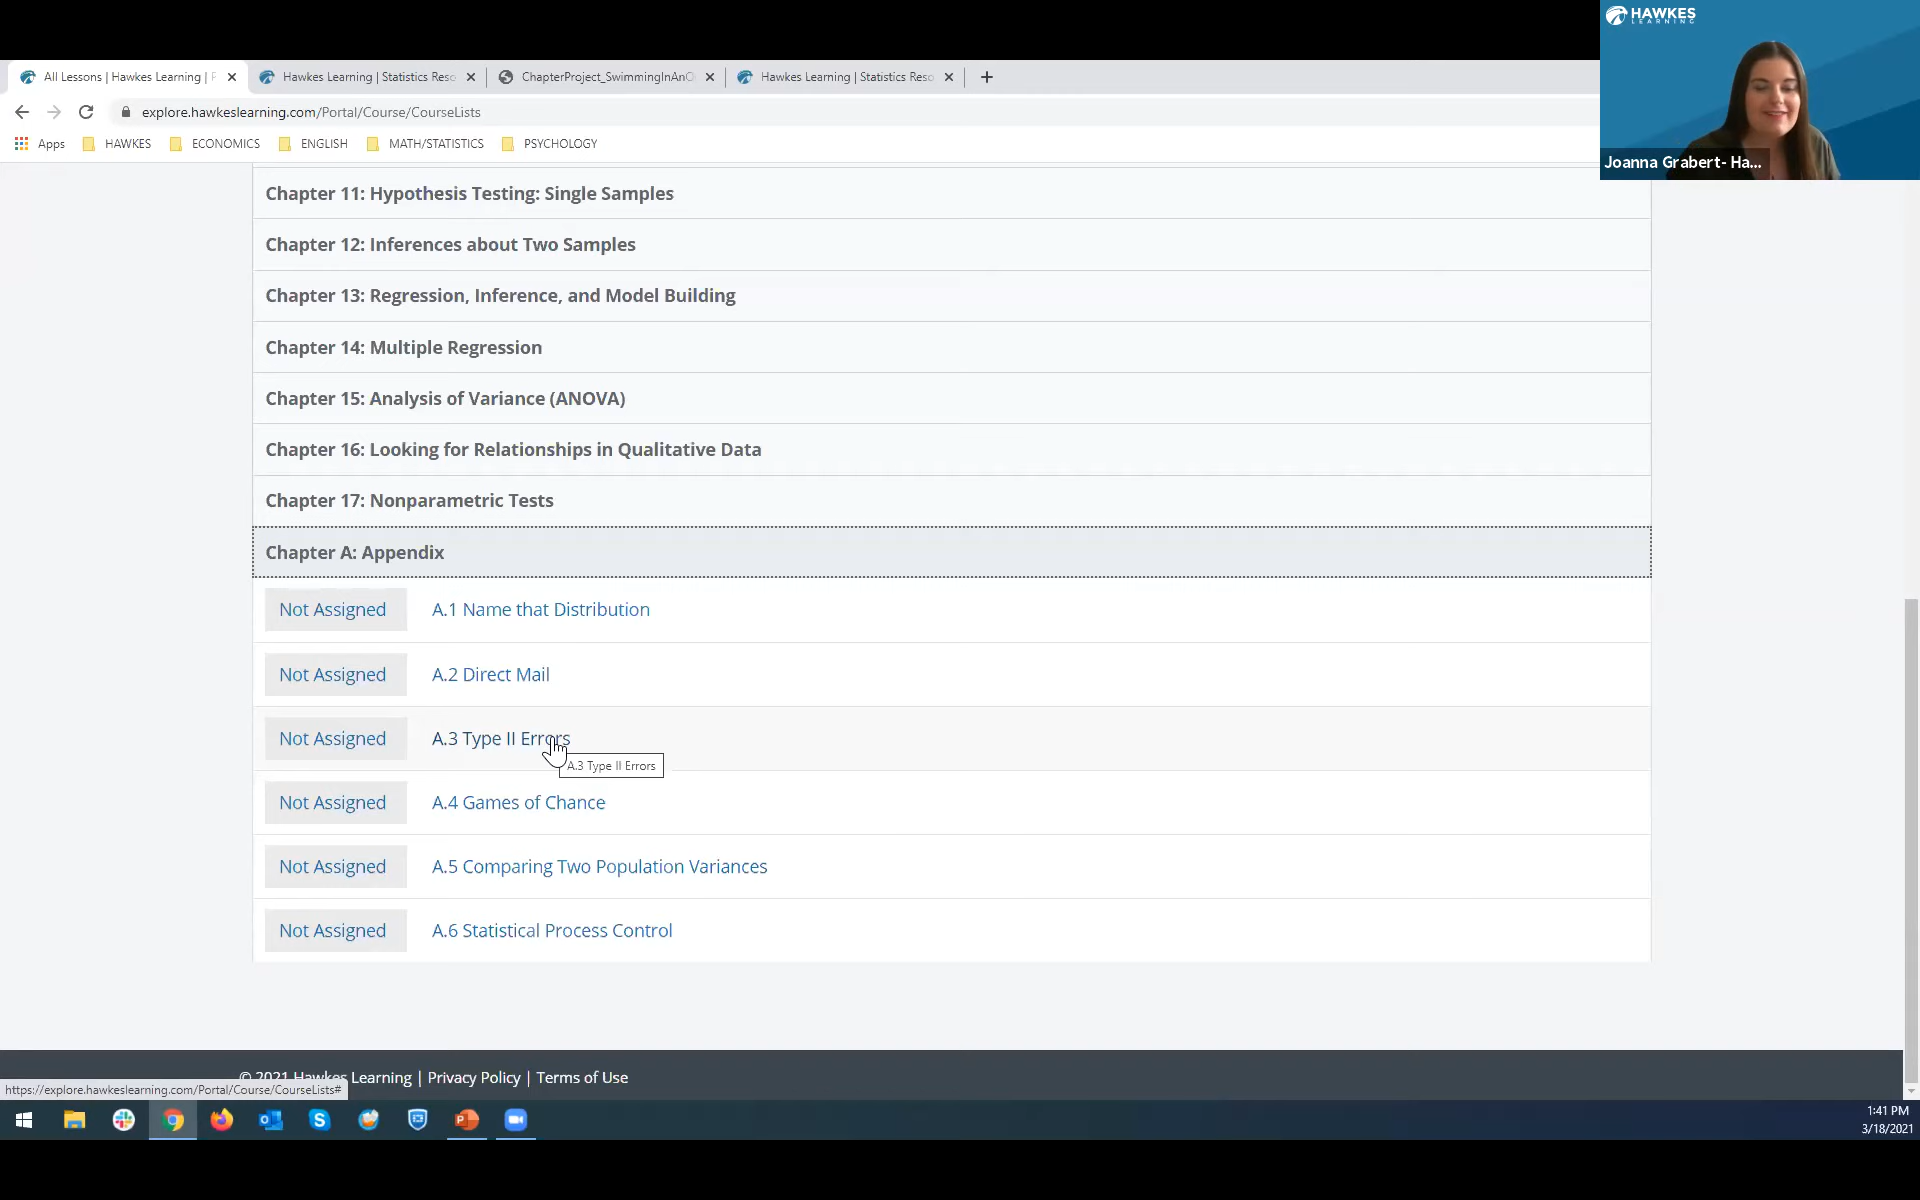 HAWKES
LEARNING
Joanna Grabert- Ha...
All Lessons | Hawkes Learning |
Hawkes Learning | Statistics Reso
ChapterProject_SwimmingInAn
Hawkes Learning | Statistics Reso
explore.hawkeslearning.com/Portal/Course/CourseLists
Apps HAWKES ECONOMICS ENGLISH MATH/STATISTICS PSYCHOLOGY
Chapter 11: Hypothesis Testing: Single Samples
Chapter 12: Inferences about Two Samples
Chapter 13: Regression, Inference, and Model Building
Chapter 14: Multiple Regression
Chapter 15: Analysis of Variance (ANOVA)
Chapter 16: Looking for Relationships in Qualitative Data
Chapter 17: Nonparametric Tests
Chapter A: Appendix
Not Assigned A.1 Name that Distribution
Not Assigned A.2 Direct Mail
Not Assigned A.3 Type II Errors
A.3 Type II Errors
Not Assigned A.4 Games of Chance
Not Assigned A.5 Comparing Two Population Variances
Not Assigned A.6 Statistical Process Control
© 2021 Hawkes Learning | Privacy Policy | Terms of Use
https://explore.hawkeslearning.com/Portal/Course/CourseLists#
1:41 PM
3/18/2021